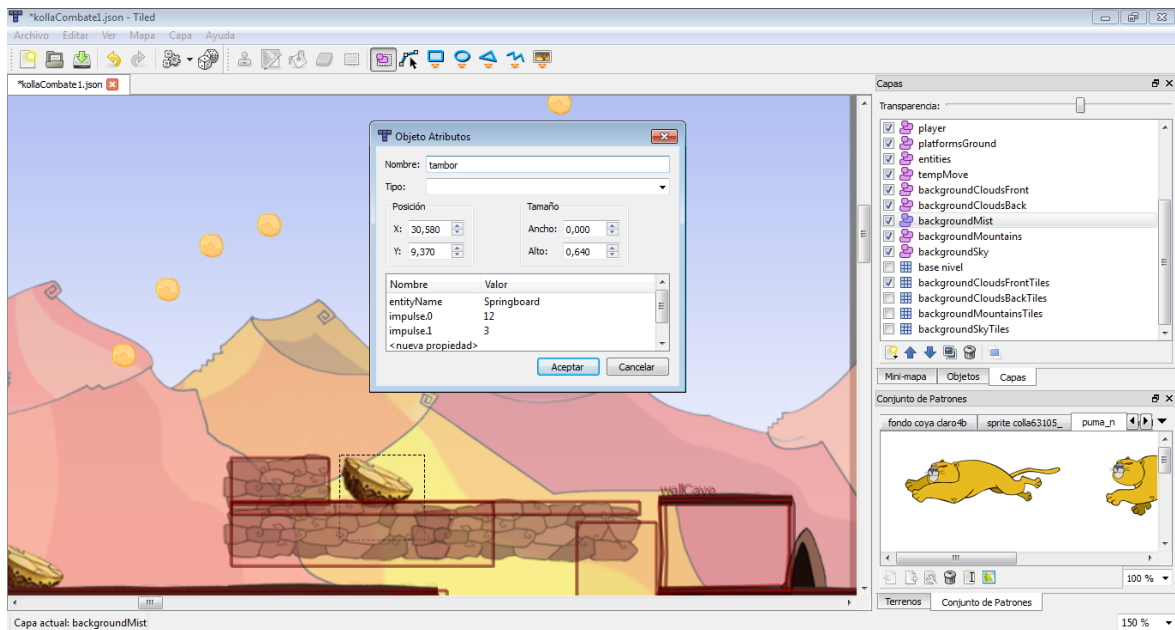 *kollaCombate1.json - Tiled
Archivo Editar Ver Mapa Capa Ayuda
*kollaCombate1.json
Objeto Atributos
Nombre: tambor
Tipo:
Posición
Tamaño
X: 30,580
Ancho: 0,000
Y: 9,370
Alto: 0,640
Nombre Valor
entityName Springboard
impulse.0 12
impulse.1 3
<nueva propiedad>
Aceptar Cancelar
wallCave
Capas
Transparencia:
player
platformsGround
entities
tempMove
backgroundCloudsFront
backgroundCloudsBack
backgroundMist
backgroundMountains
backgroundSky
base nivel
backgroundCloudsFrontTiles
backgroundCloudsBackTiles
backgroundMountainsTiles
backgroundSkyTiles
Mini-mapa Objetos Capas
Conjunto de Patrones
fondo coya claro4b sprite colla63105_ puma_n
100 %
Terrenos Conjunto de Patrones
Capa actual: backgroundMist
150 %